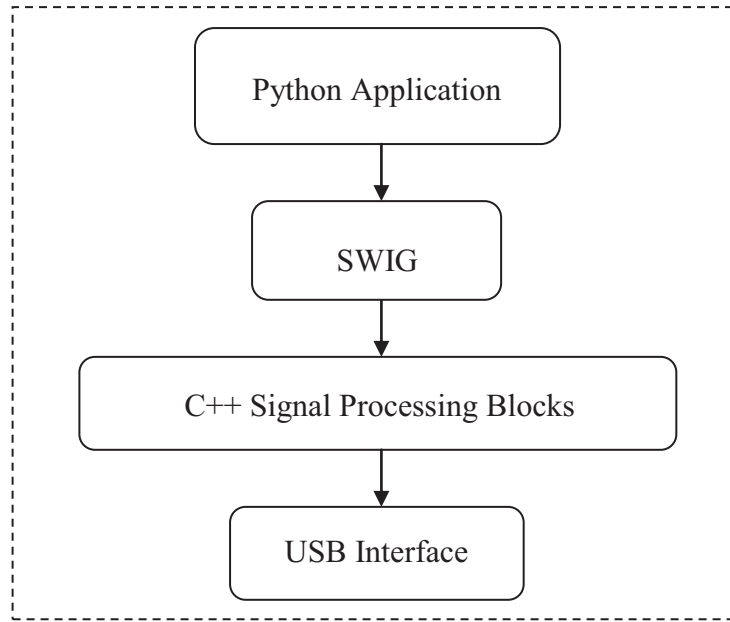 Python Application
SWIG
C++ Signal Processing Blocks
USB Interface